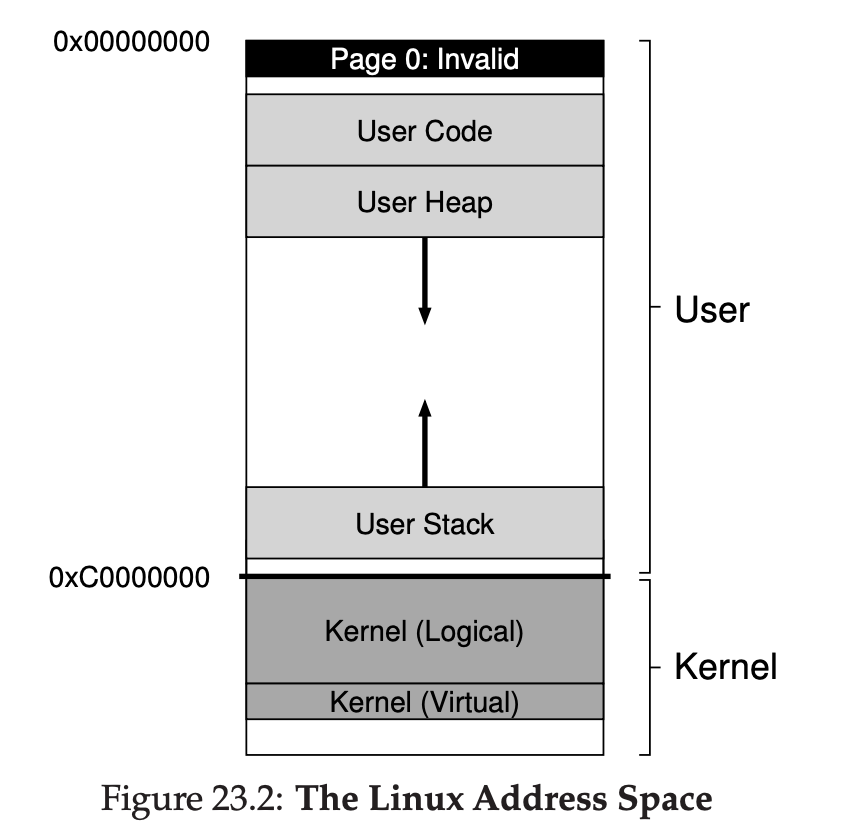 0x00000000
Page 0: Invalid
User Code
User Heap
User
User Stack
0xC0000000
Kernel (Logical)
Kernel
Kernel (Virtual)
Figure 23.2: The Linux Address Space